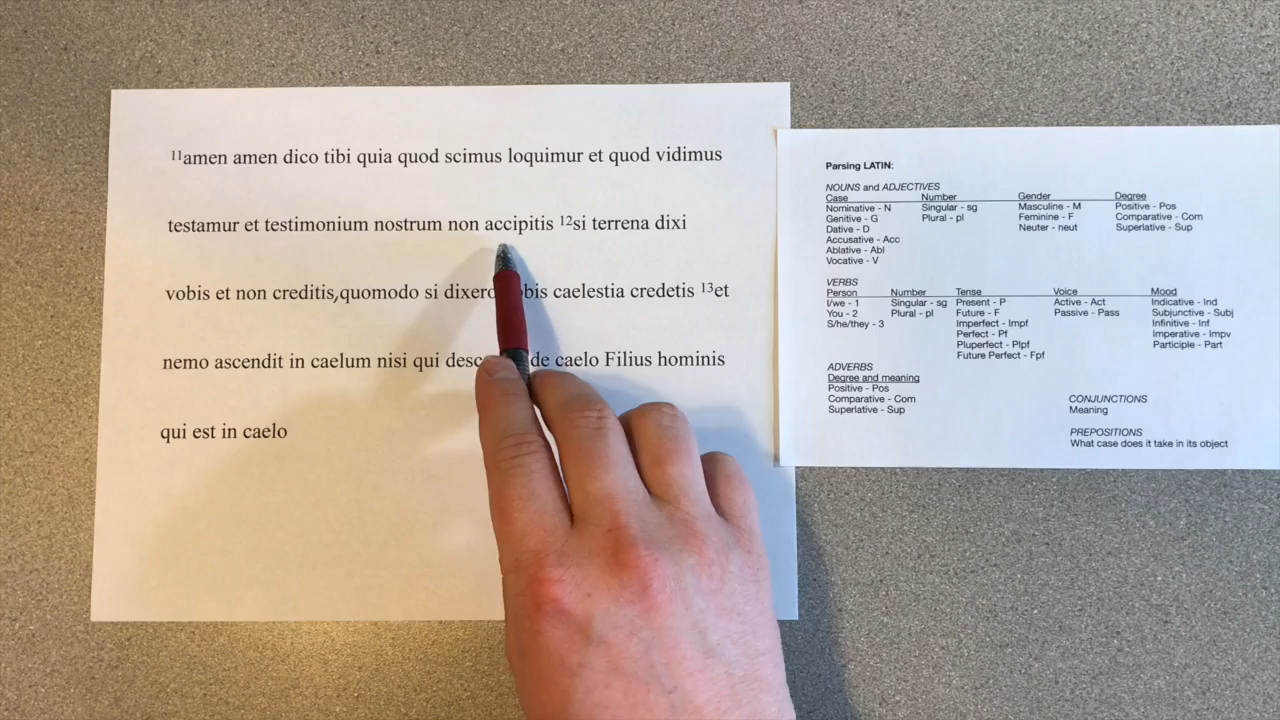 ¹¹amen amen dico tibi quia quod scimus loquimur et quod vidimus
testamur et testimonium nostrum non accipitis ¹²si terrena dixi
vobis et non creditis,quomodo si caelestia credetis ¹³et
nemo ascendit in caelum nisi qui de caelo Filius hominis
qui est in caelo
Parsing LATIN:
NOUNS and ADJECTIVES
Case Number Gender Degree
Nominative - N Singular - sg Masculine - M Positive - Pos
Genitive - G Plural - pl Feminine - F Comparative - Com
Dative - D Neuter - neut Superlative - Sup
Accusative - Acc
Ablative - Abl
Vocative - V
VERBS
Person Number Tense Voice Mood
I/we - 1 Singular - sg Present - P Active - Act Indicative - Ind
You - 2 Plural - pl Future - F Passive - Pass Subjunctive - Subj
S/he/they - 3 Imperfect - Impf Infinitive - Inf
Perfect - Pf Imperative - Impv
Pluperfect - Plpf Participle - Part
Future Perfect - Fpf
ADVERBS
Degree and meaning
Positive - Pos
Comparative - Com
Superlative - Sup
CONJUNCTIONS
Meaning
PREPOSITIONS
What case does it take in its object